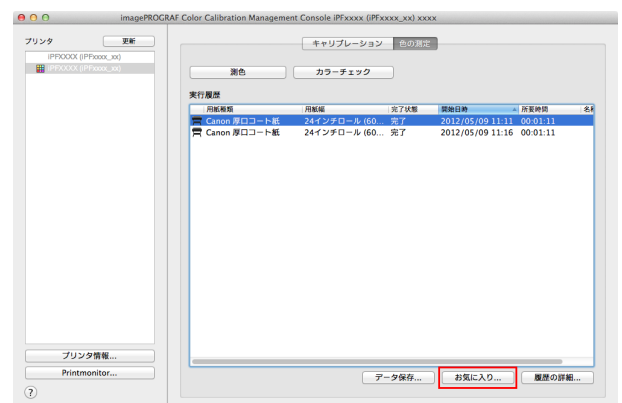 imagePROGRAF Color Calibration Management Console iPFxxxx (iPFxxxx_xx) xxxx
プリンタ 更新
iPFXXXX (iPFxxxx_xx)
iPFXXXX (iPFxxxx_xx)
キャリブレーション 色の測定
測色 カラーチェック
実行履歴
用紙種類 用紙幅 完了状態 開始日時 所要時間 名称
Canon 厚口コート紙 24インチロール (60... 完了 2012/05/09 11:11 00:01:11
Canon 厚口コート紙 24インチロール (60... 完了 2012/05/09 11:16 00:01:11
プリンタ情報...
Printmonitor...
データ保存... お気に入り... 履歴の詳細...
?